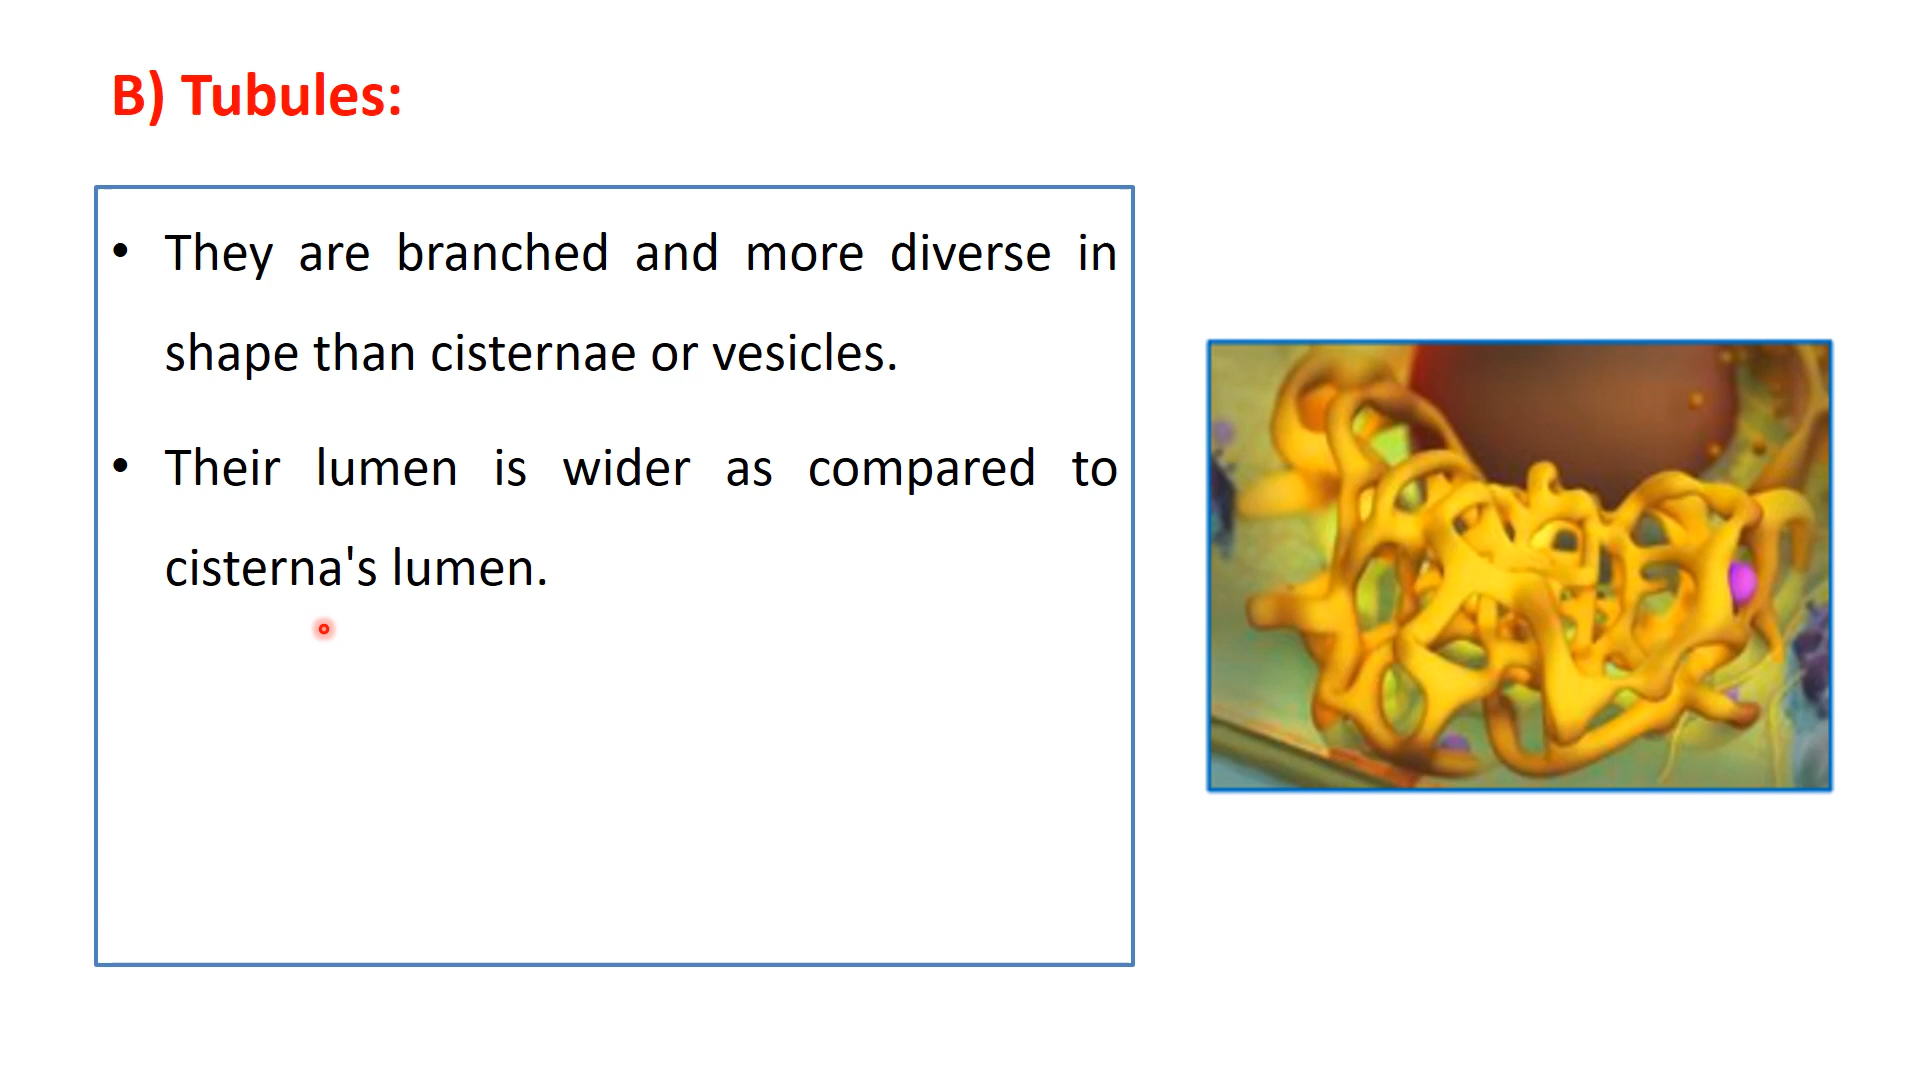 B) Tubules:
• They are branched and more diverse in
shape than cisternae or vesicles.
• Their lumen is wider as compared to
cisterna's lumen.